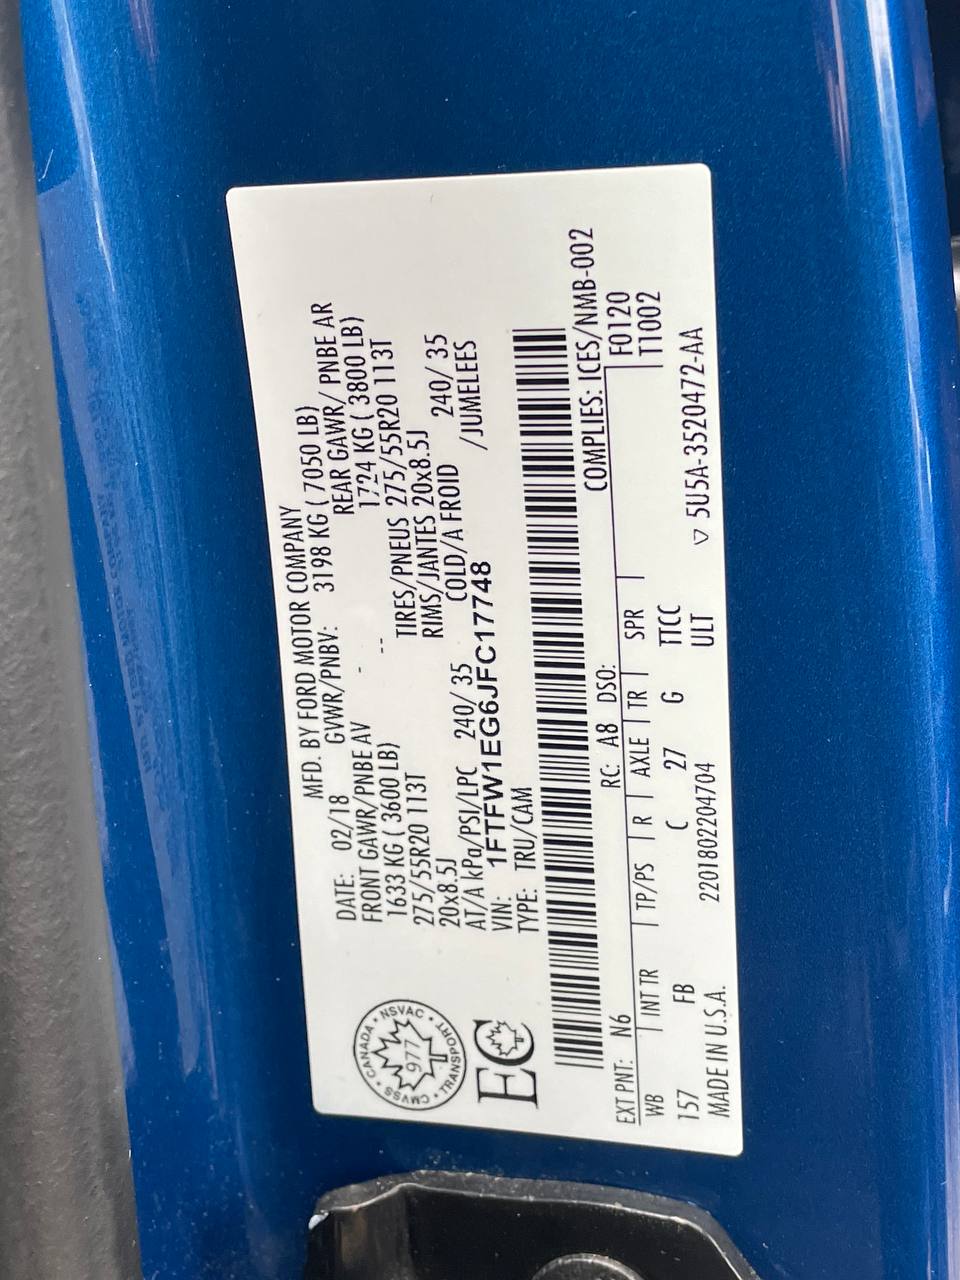 MFD. BY FORD MOTOR COMPANY
DATE: 02/18 GVWR/PNBV: 3198 KG ( 7050 LB)
FRONT GAWR/PNBE AV - REAR GAWR/ PNBE AR
1633 KG ( 3600 LB) -- 1724 KG ( 3800 LB)
275/55R20 113T TIRES/PNEUS 275/55R20 113T
20x8.5J RIMS/JANTES 20x8.5J
AT/A kPa/PSI/LPC 240/ 35 COLD/A FROID 240/ 35
VIN: 1FTFW1EG6JFC17748 /JUMELEES
TYPE: TRU/CAM
CMVSS • CANADA • NSVAC • TRANSPORT •
977
EC
COMPLIES: ICES/NMB-002
EXT PNT: N6 RC: A8 DSO: F0120
WB INT TR TP/PS R AXLE TR SPR T1002
157 FB C 27 G TTCC
MADE IN U.S.A. 2201802204704 ULT ▽ 5U5A-3520472-AA